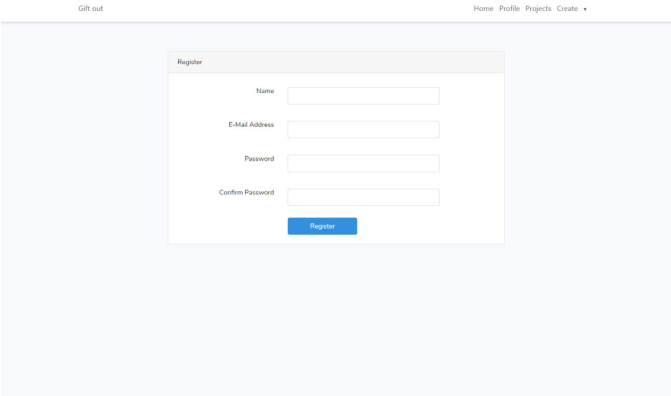 Gift out Home Profile Projects Create ▾
Register
Name
E-Mail Address
Password
Confirm Password
Register